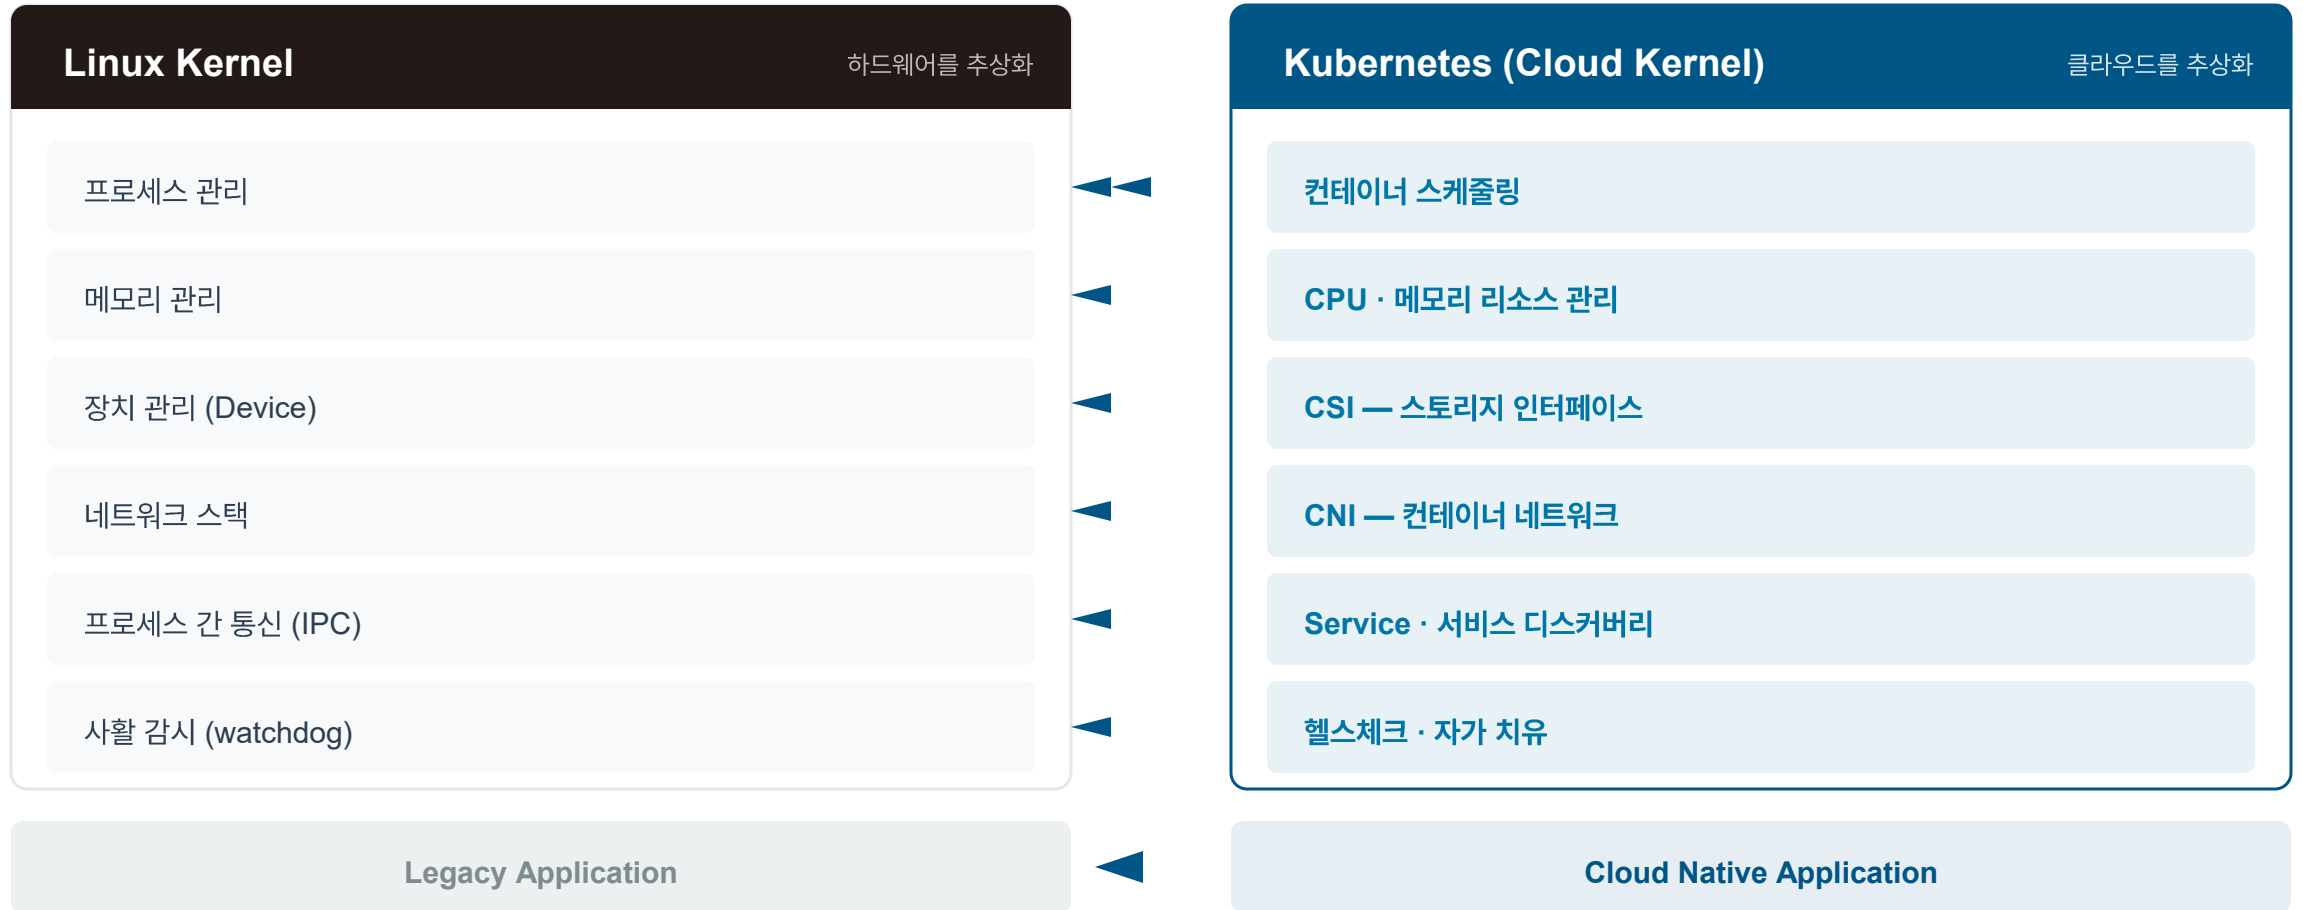 Linux Kernel
하드웨어를 추상화
프로세스 관리
메모리 관리
장치 관리 (Device)
네트워크 스택
프로세스 간 통신 (IPC)
사활 감시 (watchdog)
Legacy Application
Kubernetes (Cloud Kernel)
클라우드를 추상화
컨테이너 스케줄링
CPU · 메모리 리소스 관리
CSI — 스토리지 인터페이스
CNI — 컨테이너 네트워크
Service · 서비스 디스커버리
헬스체크 · 자가 치유
Cloud Native Application